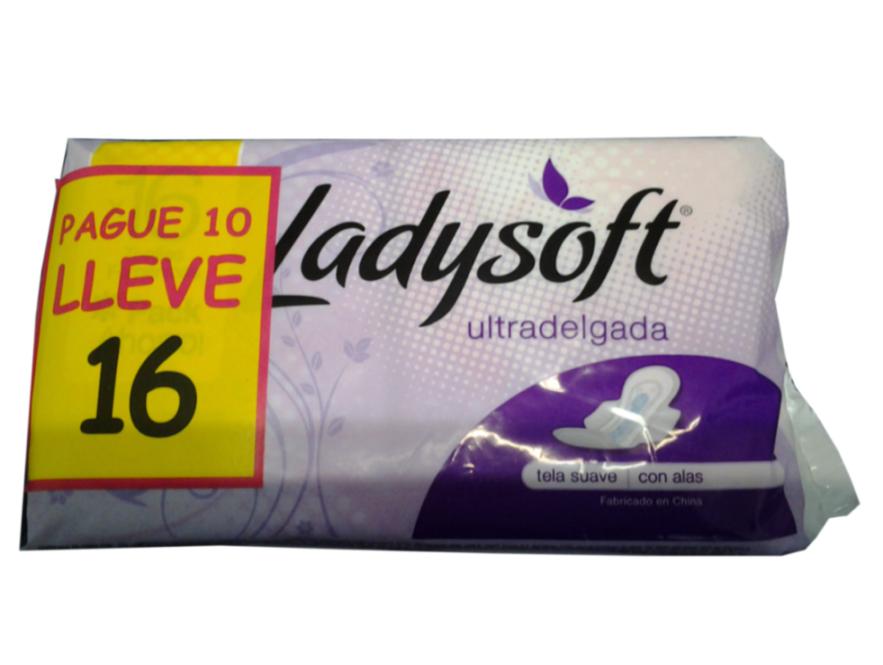 PAGUE 10
LLEVE
16
Ladysoft®
ultradelgada
tela suave | con alas
Fabricado en China